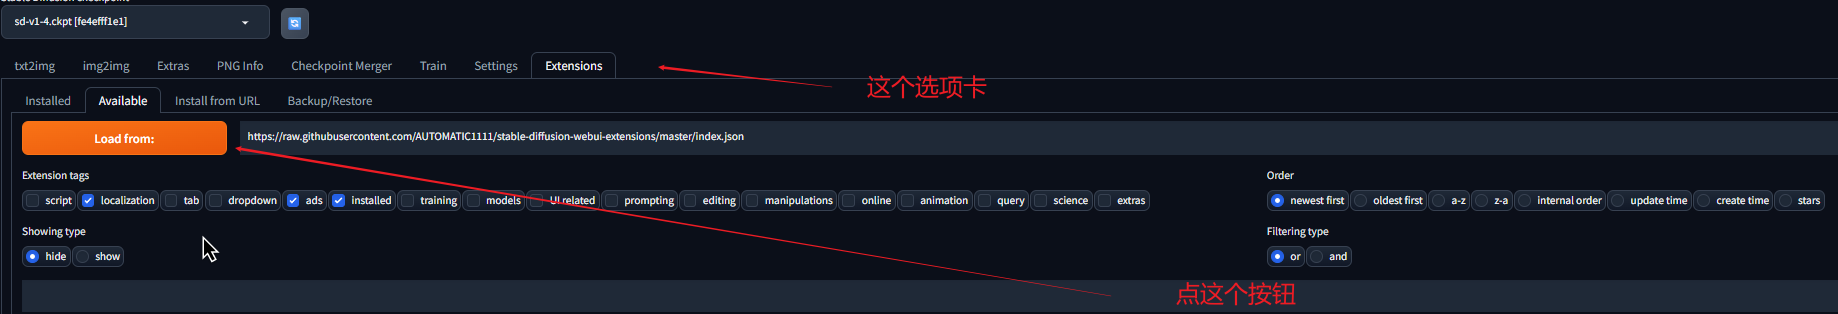 sd-v1-4.ckpt [fe4efff1e1]
txt2img img2img Extras PNG Info Checkpoint Merger Train Settings Extensions
这个选项卡
Installed Available Install from URL Backup/Restore
Load from: https://raw.githubusercontent.com/AUTOMATIC1111/stable-diffusion-webui-extensions/master/index.json
Extension tags Order
script localization tab dropdown ads installed training models UI related prompting editing manipulations online animation query science extras newest first oldest first a-z z-a internal order update time create time stars
Showing type Filtering type
hide show or and
点这个按钮